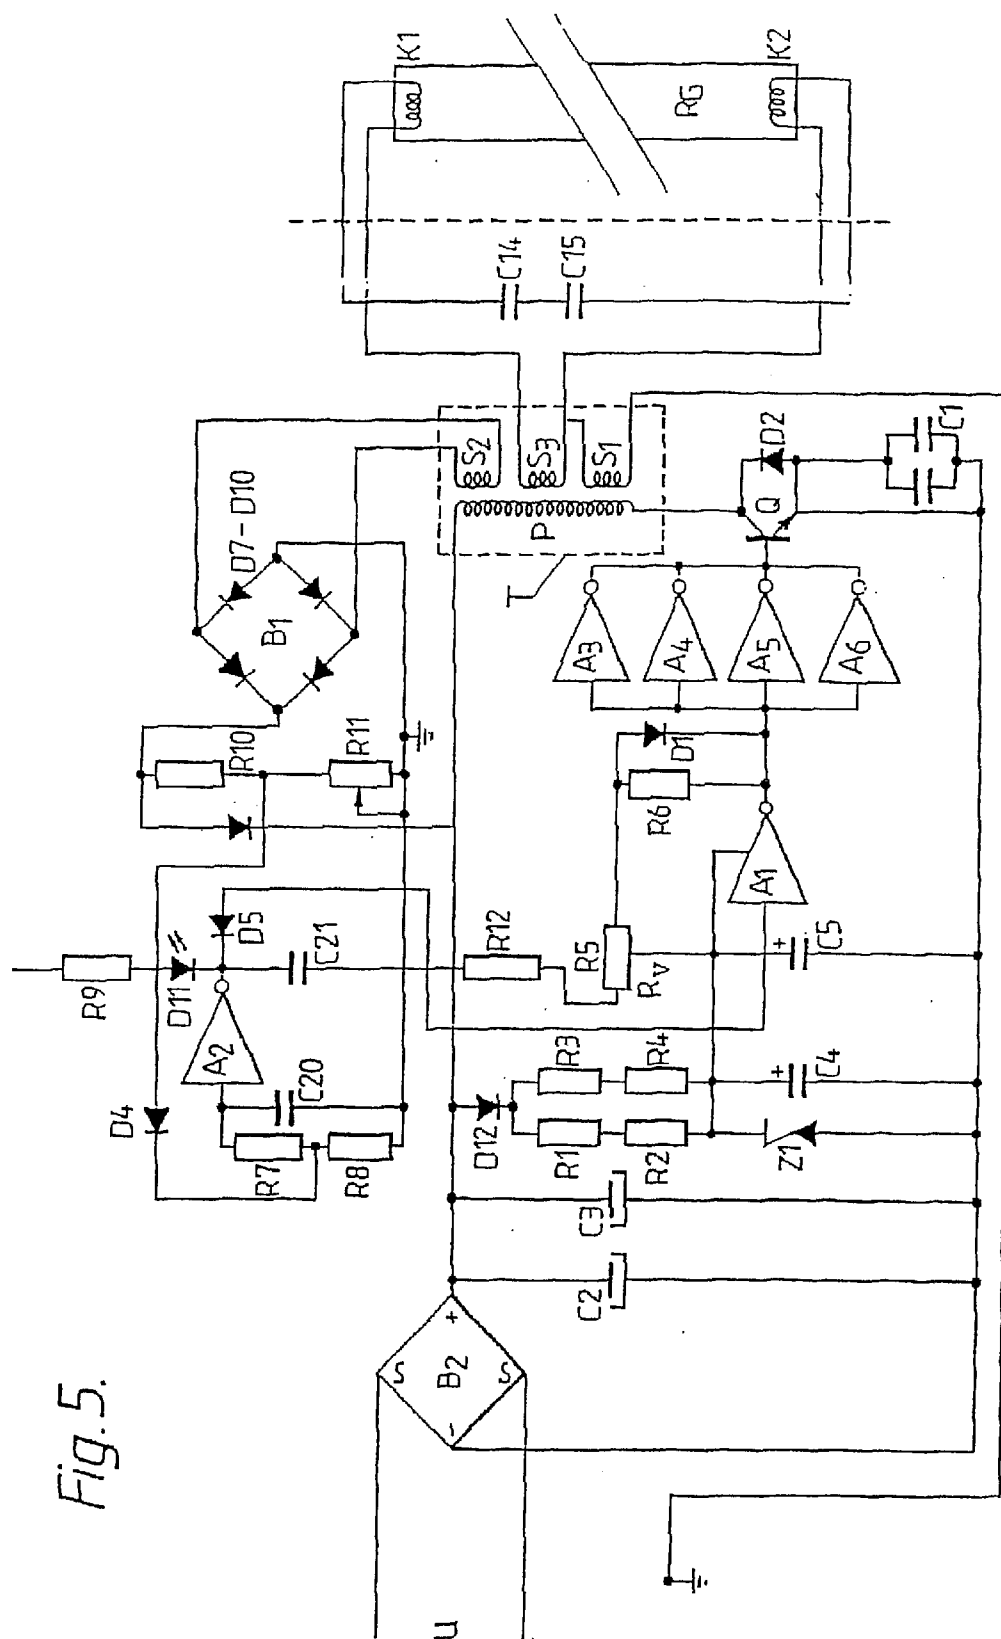 Fig. 5.
K1
K2
RG
C14
C15
S2
S3
S1
P
T
D7-D10
B1
D2
Q
C1
A3
A4
A5
A6
R10
R11
D1
R6
A1
R9
D11
D5
C21
R12
R5
Rv
C5
A2
D4
C20
R7
R8
D12
R3
R4
R1
R2
+
C4
+
Z1
C3
C2
S
+
B2
-
S
u